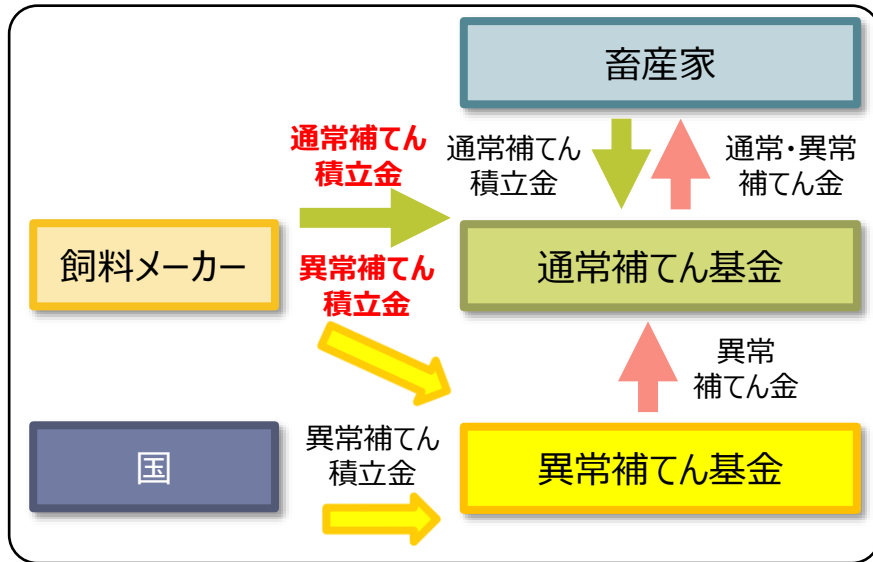 畜産家
通常補てん
積立金
通常補てん
積立金
通常・異常
補てん金
飼料メーカー
異常補てん
積立金
通常補てん基金
異常
補てん金
国
異常補てん
積立金
異常補てん基金